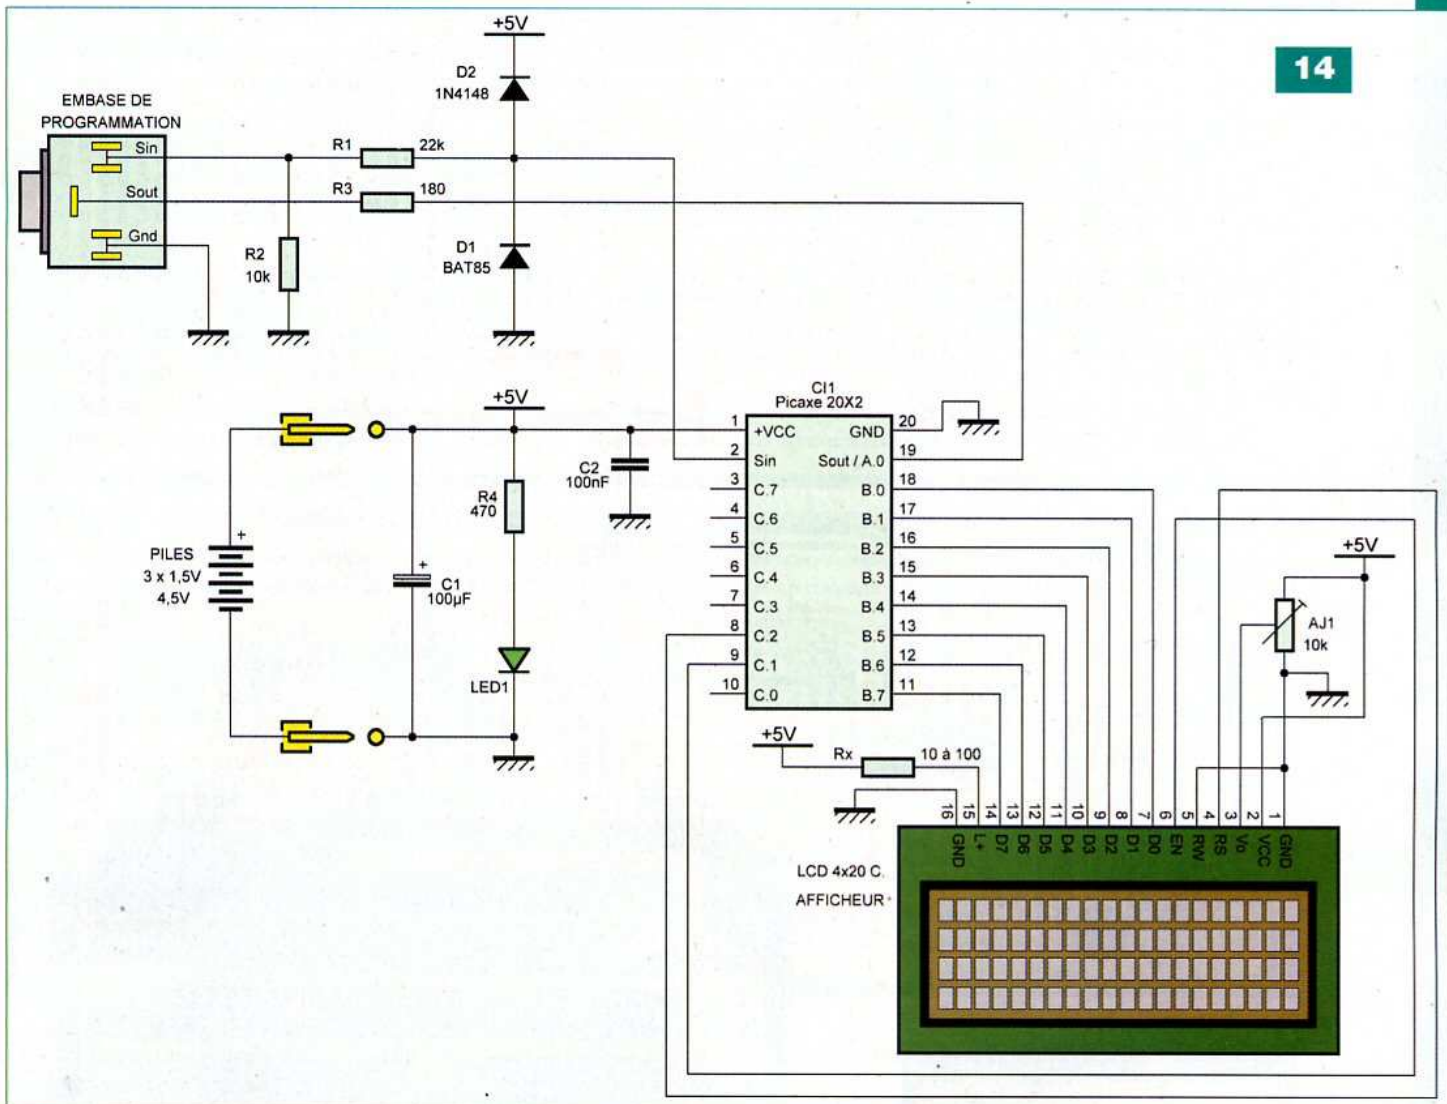 14
+5V
D2
1N4148
EMBASE DE
PROGRAMMATION
Sin
R1
22k
Sout
R3
180
Gnd
R2
10k
D1
BAT85
CI1
Picaxe 20X2
+5V
1
+VCC
GND
20
2
Sin
Sout / A.0
19
3
C.7
B.0
18
4
C.6
B.1
17
5
C.5
B.2
16
6
C.4
B.3
15
7
C.3
B.4
14
8
C.2
B.5
13
9
C.1
B.6
12
10
C.0
B.7
11
C2
100nF
R4
470
PILES
3 x 1,5V
4,5V
+
+
C1
100µF
LED1
+5V
AJ1
10k
+5V
Rx
10 à 100
16
15
14
13
12
11
10
9
8
7
6
5
4
3
2
1
GND
L+
D7
D6
D5
D4
D3
D2
D1
D0
EN
RW
RS
Vo
VCC
GND
LCD 4x20 C.
AFFICHEUR